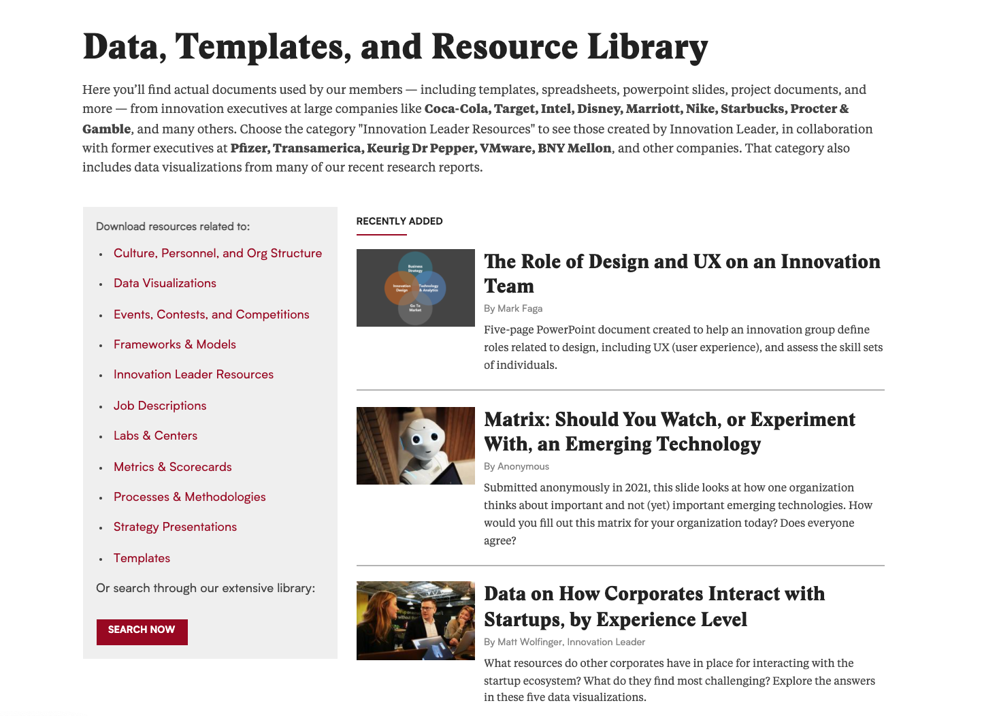 Data, Templates, and Resource Library
Here you’ll find actual documents used by our members — including templates, spreadsheets, powerpoint slides, project documents, and
more — from innovation executives at large companies like Coca-Cola, Target, Intel, Disney, Marriott, Nike, Starbucks, Procter &
Gamble, and many others. Choose the category "Innovation Leader Resources" to see those created by Innovation Leader, in collaboration
with former executives at Pfizer, Transamerica, Keurig Dr Pepper, VMware, BNY Mellon, and other companies. That category also
includes data visualizations from many of our recent research reports.
Download resources related to:
• Culture, Personnel, and Org Structure
• Data Visualizations
• Events, Contests, and Competitions
• Frameworks & Models
• Innovation Leader Resources
• Job Descriptions
• Labs & Centers
• Metrics & Scorecards
• Processes & Methodologies
• Strategy Presentations
• Templates
Or search through our extensive library:
SEARCH NOW
RECENTLY ADDED
Business
Strategy
Innovation
Design
Technology
& Analytics
Go To
Market
The Role of Design and UX on an Innovation
Team
By Mark Faga
Five-page PowerPoint document created to help an innovation group define
roles related to design, including UX (user experience), and assess the skill sets
of individuals.
Matrix: Should You Watch, or Experiment
With, an Emerging Technology
By Anonymous
Submitted anonymously in 2021, this slide looks at how one organization
thinks about important and not (yet) important emerging technologies. How
would you fill out this matrix for your organization today? Does everyone
agree?
Data on How Corporates Interact with
Startups, by Experience Level
By Matt Wolfinger, Innovation Leader
What resources do other corporates have in place for interacting with the
startup ecosystem? What do they find most challenging? Explore the answers
in these five data visualizations.